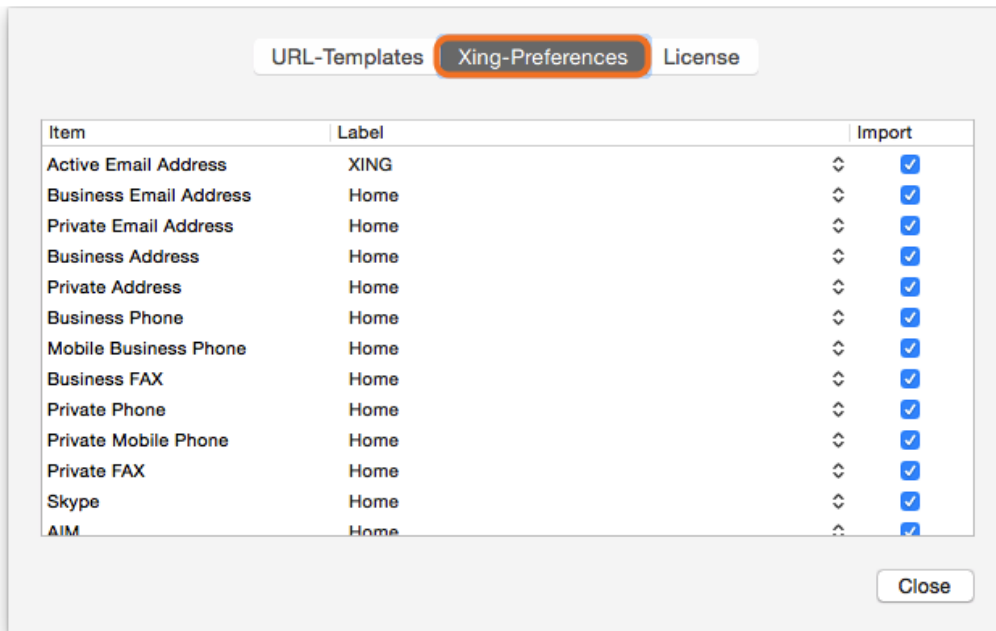 URL-Templates Xing-Preferences License
Item Label Import
Active Email Address XING
Business Email Address Home
Private Email Address Home
Business Address Home
Private Address Home
Business Phone Home
Mobile Business Phone Home
Business FAX Home
Private Phone Home
Private Mobile Phone Home
Private FAX Home
Skype Home
AIM Home
Close